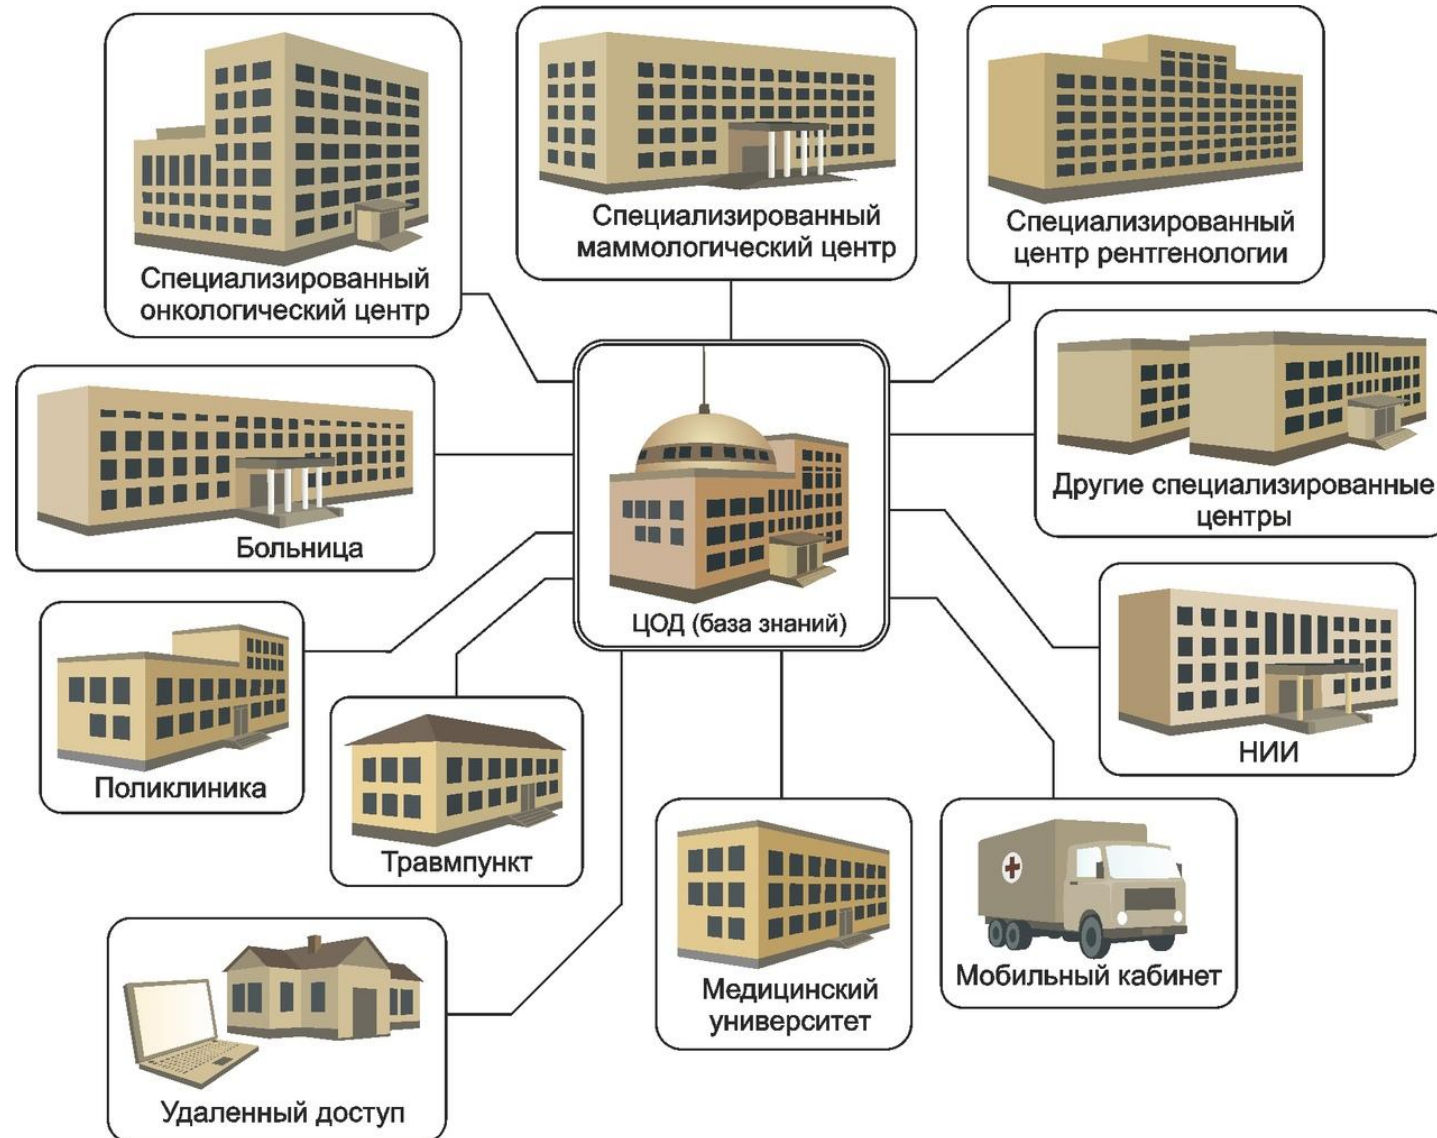 Специализированный
онкологический центр
Специализированный
маммологический центр
Специализированный
центр рентгенологии
Больница
ЦОД (база знаний)
Другие специализированные
центры
Поликлиника
Травмпункт
НИИ
Удаленный доступ
Медицинский
университет
Мобильный кабинет